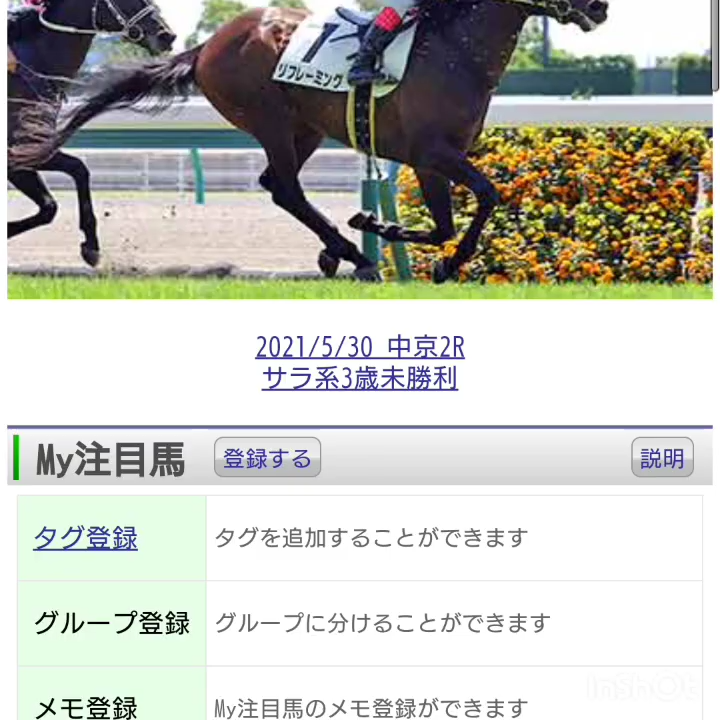 1
リフレーミング
2021/5/30 中京2R
サラ系3歳未勝利
My注目馬 登録する 説明
タグ登録 タグを追加することができます
グループ登録 グループに分けることができます
メモ登録 My注目馬のメモ登録ができます
InShOt